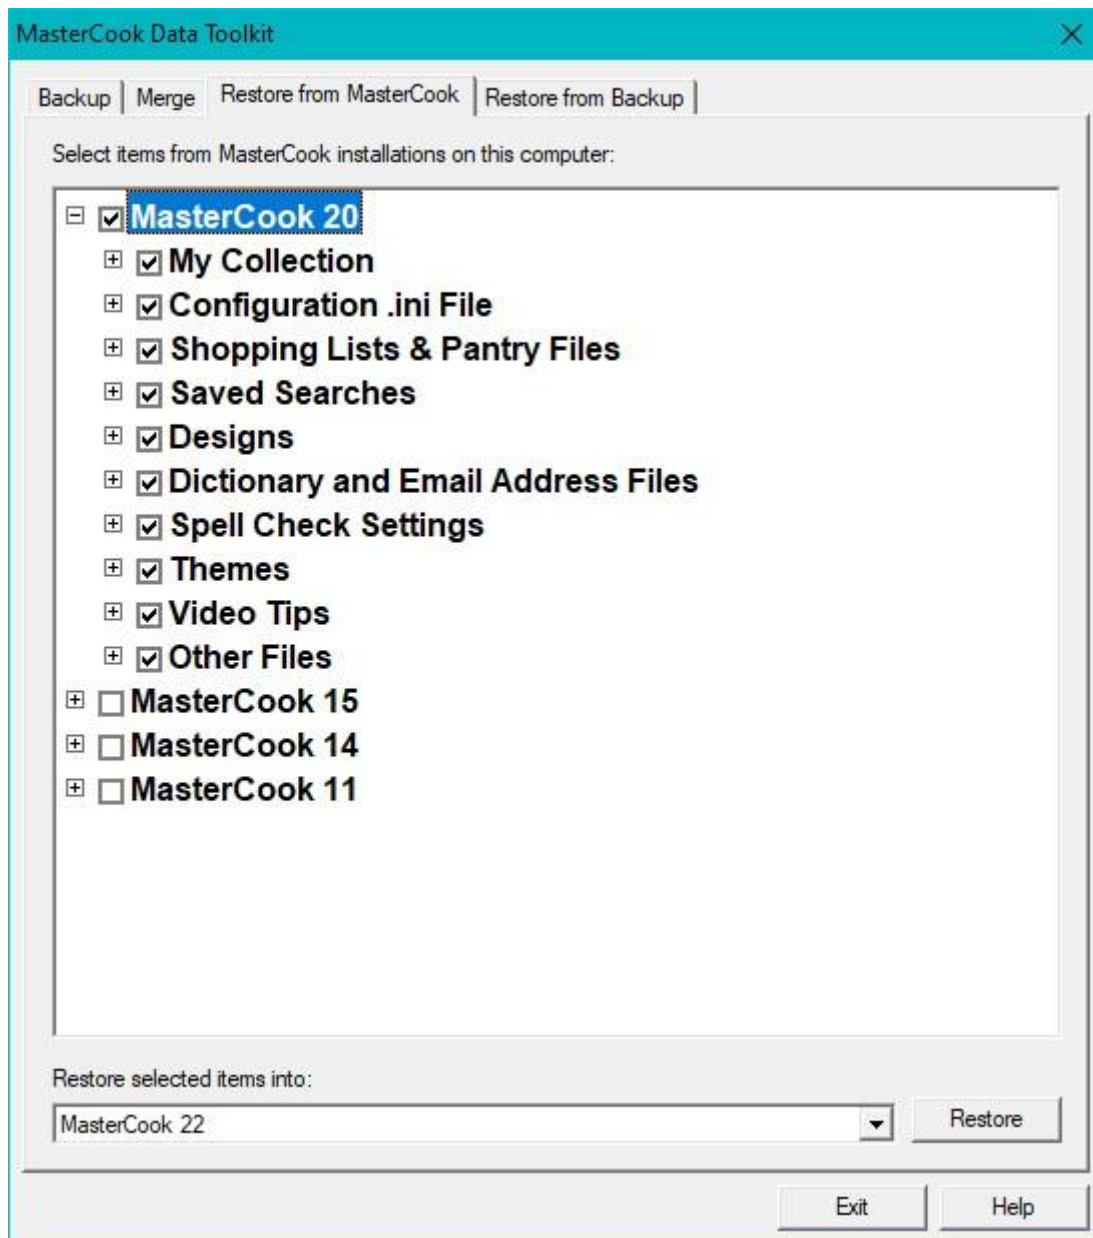 MasterCook Data Toolkit
Backup Merge Restore from MasterCook Restore from Backup
Select items from MasterCook installations on this computer:
MasterCook 20
My Collection
Configuration .ini File
Shopping Lists & Pantry Files
Saved Searches
Designs
Dictionary and Email Address Files
Spell Check Settings
Themes
Video Tips
Other Files
MasterCook 15
MasterCook 14
MasterCook 11
Restore selected items into:
MasterCook 22 Restore
Exit Help